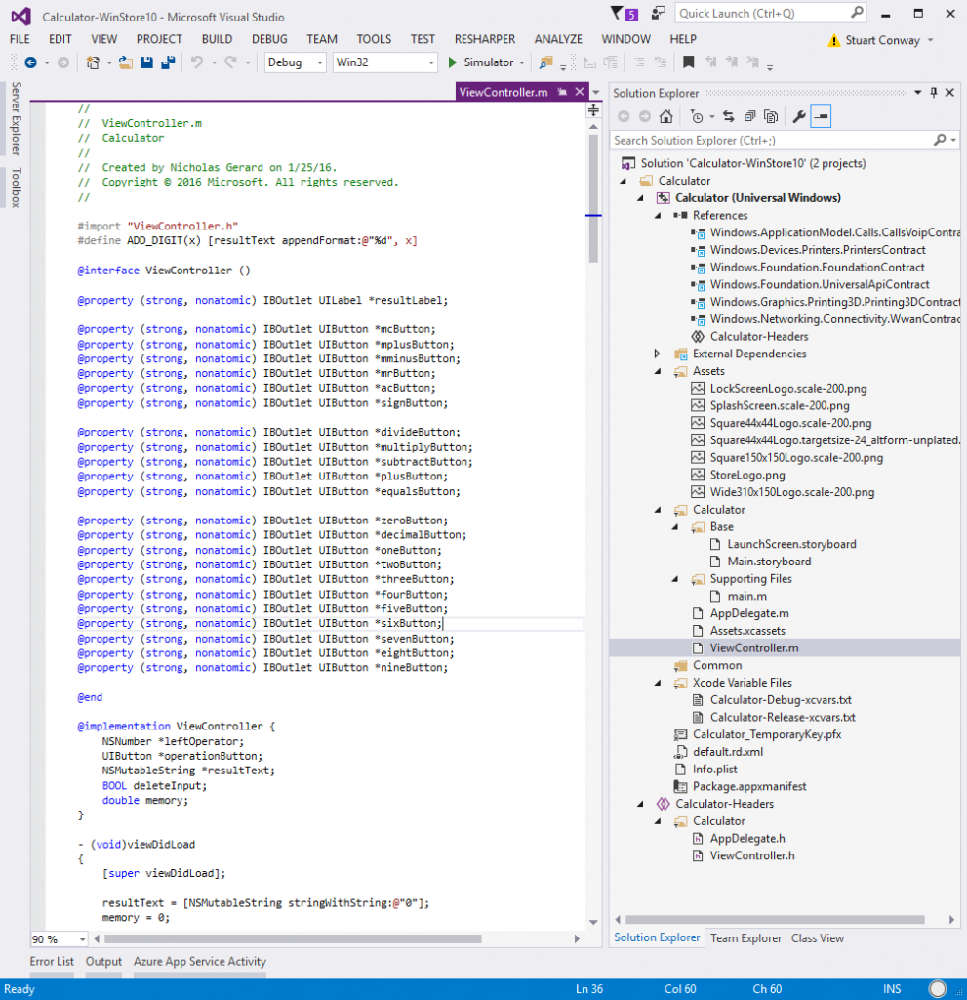 Calculator-WinStore10 - Microsoft Visual Studio
5
Quick Launch (Ctrl+Q)
FILE EDIT VIEW PROJECT BUILD DEBUG TEAM TOOLS TEST RESHARPER ANALYZE WINDOW HELP
Stuart Conway
Debug Win32 Simulator
Server Explorer
Toolbox
ViewController.m
//
// ViewController.m
// Calculator
//
// Created by Nicholas Gerard on 1/25/16.
// Copyright © 2016 Microsoft. All rights reserved.
//
#import "ViewController.h"
#define ADD_DIGIT(x) [resultText appendFormat:@"%d", x]
@interface ViewController ()
@property (strong, nonatomic) IBOutlet UILabel *resultLabel;
@property (strong, nonatomic) IBOutlet UIButton *mcButton;
@property (strong, nonatomic) IBOutlet UIButton *mplusButton;
@property (strong, nonatomic) IBOutlet UIButton *mminusButton;
@property (strong, nonatomic) IBOutlet UIButton *mrButton;
@property (strong, nonatomic) IBOutlet UIButton *acButton;
@property (strong, nonatomic) IBOutlet UIButton *signButton;
@property (strong, nonatomic) IBOutlet UIButton *divideButton;
@property (strong, nonatomic) IBOutlet UIButton *multiplyButton;
@property (strong, nonatomic) IBOutlet UIButton *subtractButton;
@property (strong, nonatomic) IBOutlet UIButton *plusButton;
@property (strong, nonatomic) IBOutlet UIButton *equalsButton;
@property (strong, nonatomic) IBOutlet UIButton *zeroButton;
@property (strong, nonatomic) IBOutlet UIButton *decimalButton;
@property (strong, nonatomic) IBOutlet UIButton *oneButton;
@property (strong, nonatomic) IBOutlet UIButton *twoButton;
@property (strong, nonatomic) IBOutlet UIButton *threeButton;
@property (strong, nonatomic) IBOutlet UIButton *fourButton;
@property (strong, nonatomic) IBOutlet UIButton *fiveButton;
@property (strong, nonatomic) IBOutlet UIButton *sixButton;
@property (strong, nonatomic) IBOutlet UIButton *sevenButton;
@property (strong, nonatomic) IBOutlet UIButton *eightButton;
@property (strong, nonatomic) IBOutlet UIButton *nineButton;
@end
@implementation ViewController {
NSNumber *leftOperator;
UIButton *operationButton;
NSMutableString *resultText;
BOOL deleteInput;
double memory;
}
- (void)viewDidLoad
{
[super viewDidLoad];
resultText = [NSMutableString stringWithString:@"0"];
memory = 0;
90 %
Solution Explorer
Search Solution Explorer (Ctrl+;)
Solution 'Calculator-WinStore10' (2 projects)
Calculator
Calculator (Universal Windows)
References
Windows.ApplicationModel.Calls.CallsVoipContra
Windows.Devices.Printers.PrintersContract
Windows.Foundation.FoundationContract
Windows.Foundation.UniversalApiContract
Windows.Graphics.Printing3D.Printing3DContract
Windows.Networking.Connectivity.WwanContrac
Calculator-Headers
External Dependencies
Assets
LockScreenLogo.scale-200.png
SplashScreen.scale-200.png
Square44x44Logo.scale-200.png
Square44x44Logo.targetsize-24_altform-unplated.
Square150x150Logo.scale-200.png
StoreLogo.png
Wide310x150Logo.scale-200.png
Calculator
Base
LaunchScreen.storyboard
Main.storyboard
Supporting Files
main.m
AppDelegate.m
Assets.xcassets
ViewController.m
Common
Xcode Variable Files
Calculator-Debug-xcvars.txt
Calculator-Release-xcvars.txt
Calculator_TemporaryKey.pfx
default.rd.xml
Info.plist
Package.appxmanifest
Calculator-Headers
Calculator
AppDelegate.h
ViewController.h
Solution Explorer Team Explorer Class View
Error List Output Azure App Service Activity
Ready Ln 36 Col 60 Ch 60 INS